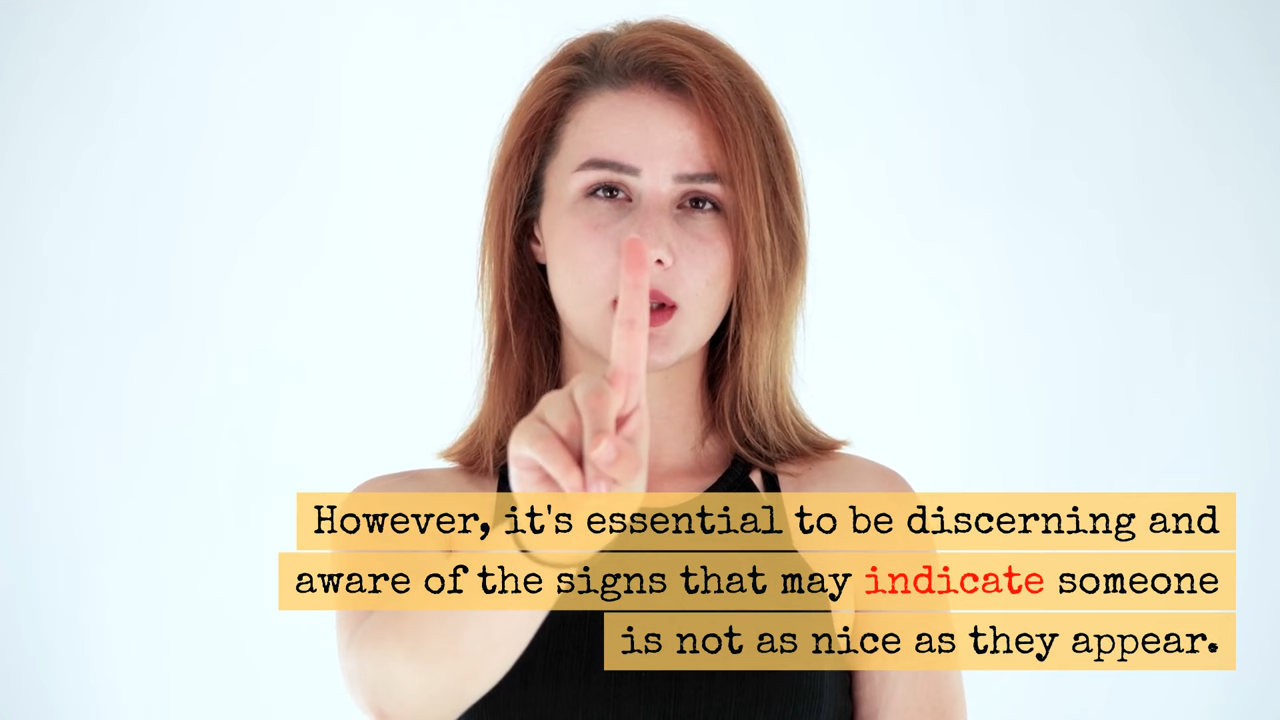 However, it's essential to be discerning and
aware of the signs that may indicate someone
is not as nice as they appear.